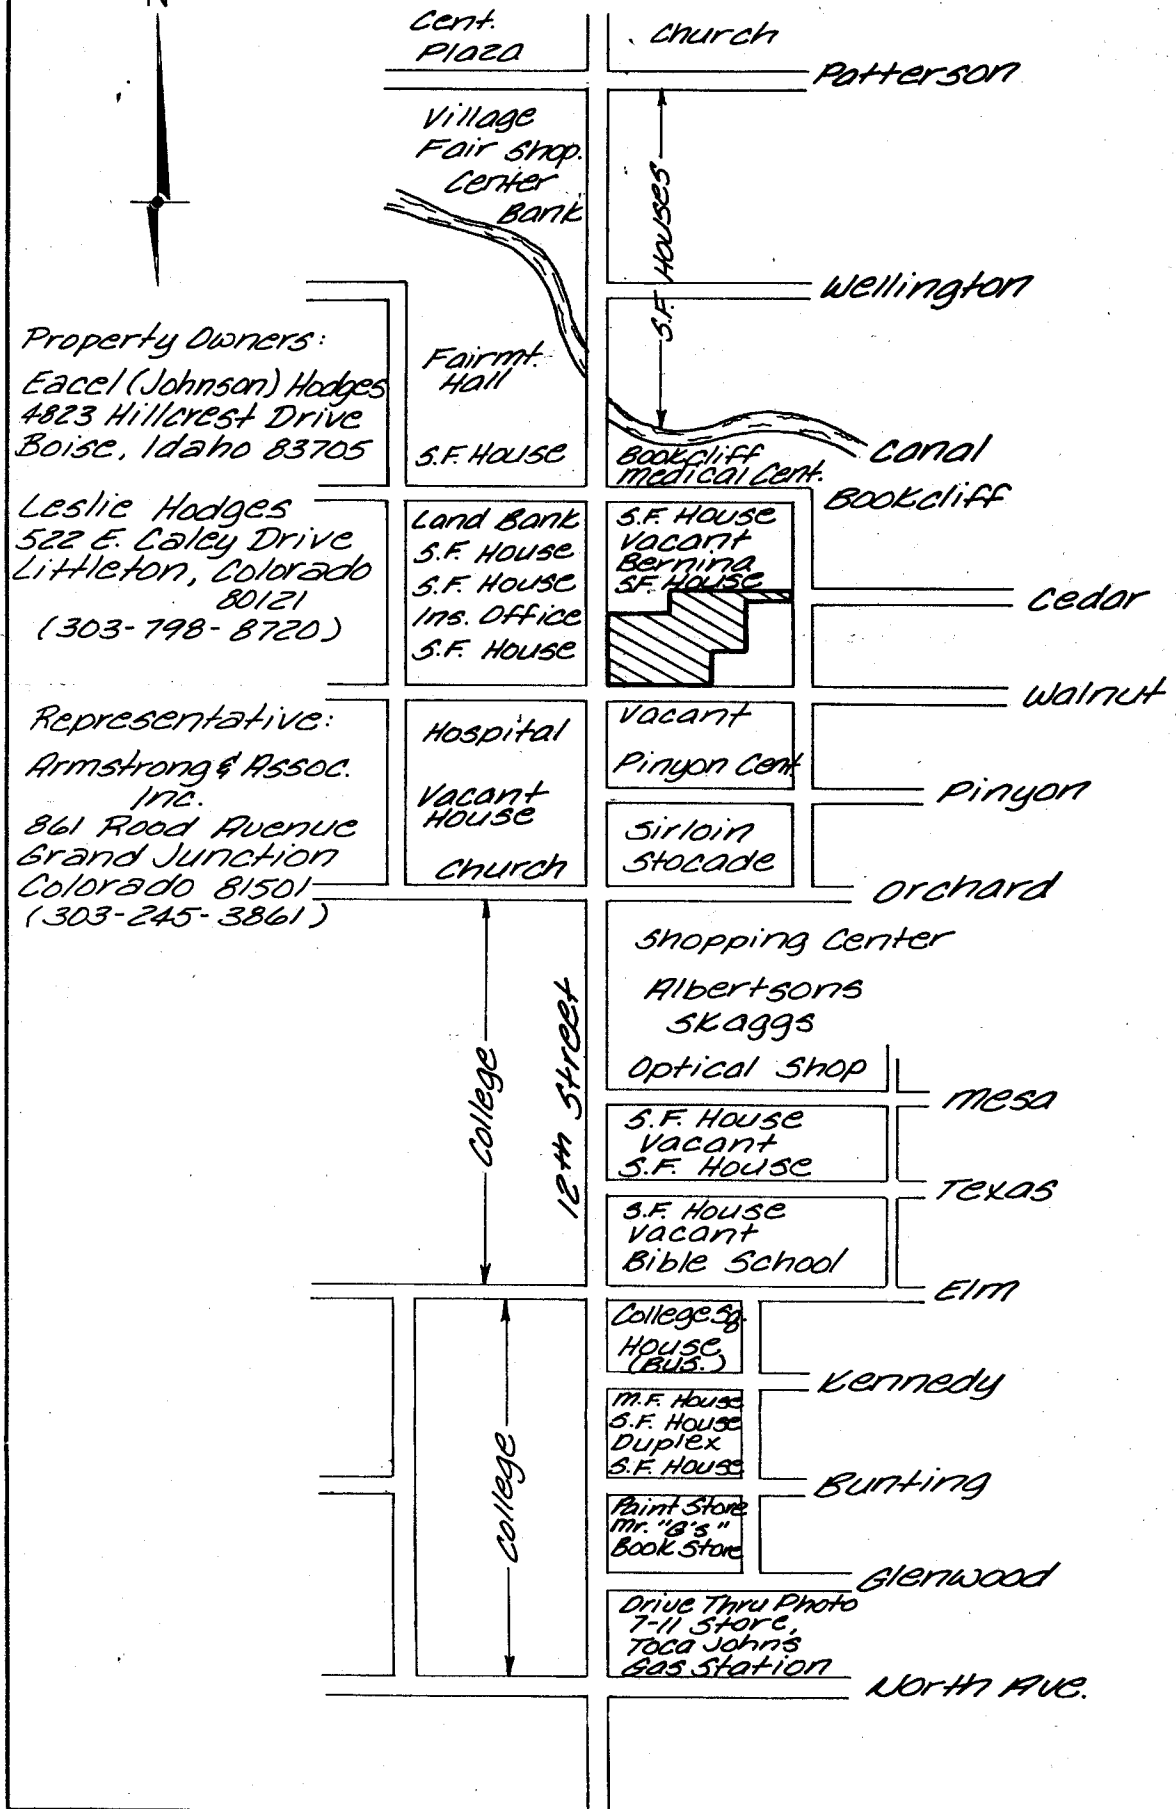 N
Cent.
Plaza
Church
Patterson
Village
Fair Shop.
Center
Bank
S.F. Houses
Wellington
Property Owners:
Eacel (Johnson) Hodges
4823 Hillcrest Drive
Boise, Idaho 83705
Fairmt.
Hall
S.F. House
Canal
Bookcliff
Medical Cent.
Bookcliff
Leslie Hodges
522 E. Caley Drive
Littleton, Colorado
80121
(303-798-8720)
Land Bank
S.F. House
S.F. House
Ins. Office
S.F. House
S.F. House
Vacant
Bernina
S.F. House
Cedar
Walnut
Representative:
Armstrong & Assoc.
Inc.
861 Rood Avenue
Grand Junction
Colorado 81501
(303-245-3861)
Hospital
Vacant
House
Church
Vacant
Pinyon Cent
Pinyon
Sirloin
Stocade
Orchard
College
12th Street
Shopping Center
Albertsons
Skaggs
Optical Shop
Mesa
S.F. House
Vacant
S.F. House
Texas
S.F. House
Vacant
Bible School
Elm
College
College Sq.
House
(Bus.)
Kennedy
M.F. House
S.F. House
Duplex
S.F. House
Bunting
Paint Store
Mr. "G's"
Book Store
Glenwood
Drive Thru Photo
7-11 Store,
Toca Johns
Gas Station
North Ave.